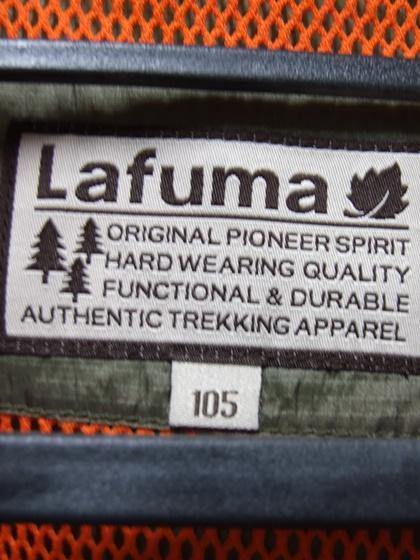 Lafuma
ORIGINAL PIONEER SPIRIT
HARD WEARING QUALITY
FUNCTIONAL & DURABLE
AUTHENTIC TREKKING APPAREL
105